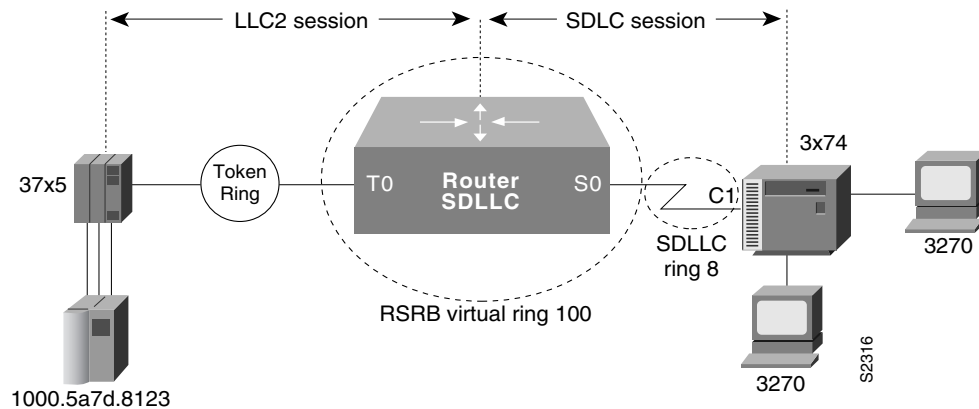 LLC2 session
SDLC session
3x74
37x5
Token
Ring
T0
Router
SDLLC
S0
C1
SDLLC
ring 8
3270
RSRB virtual ring 100
3270
1000.5a7d.8123
S2316